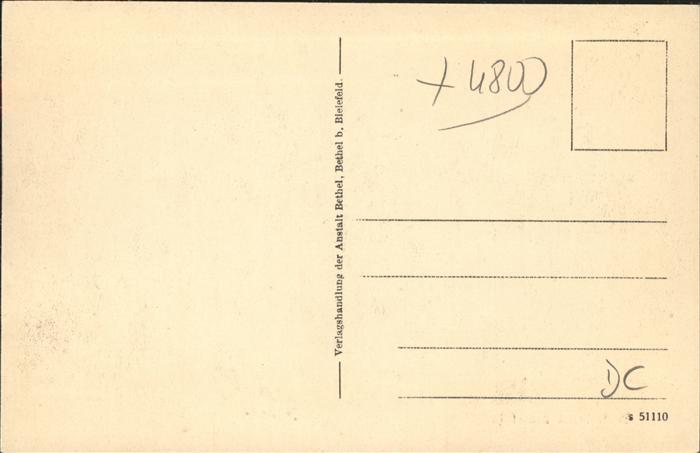 + 4800
Verlagshandlung der Anstalt Bethel, Bethel b. Bielefeld.
DC
s 51110